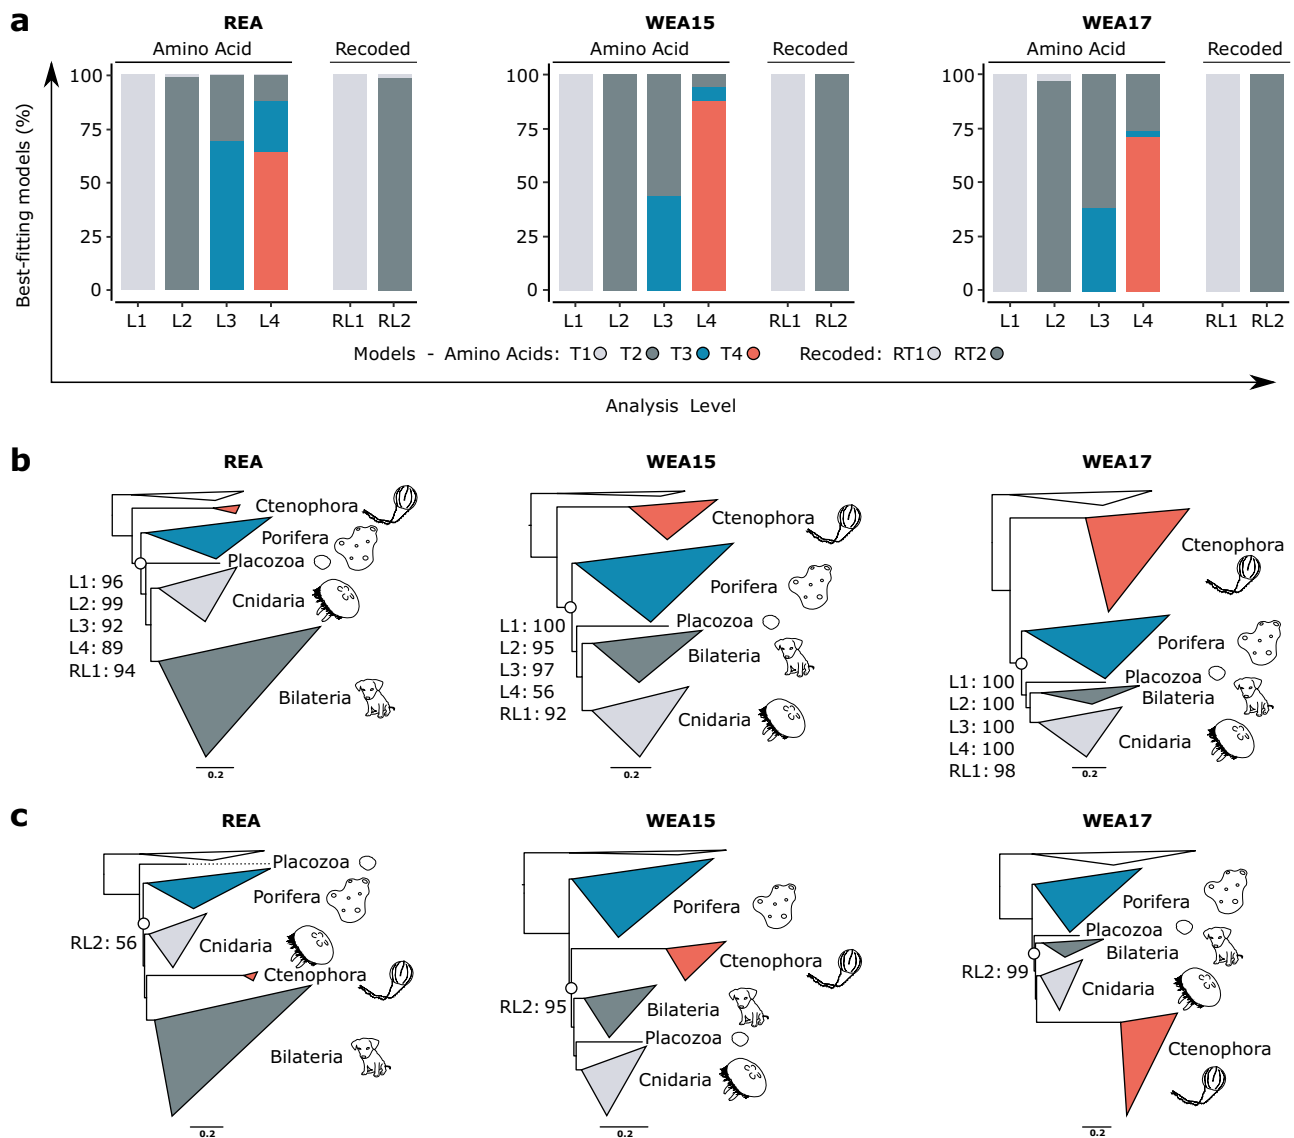 a
REA
WEA15
WEA17
Amino Acid
Recoded
Amino Acid
Recoded
Amino Acid
Recoded
Best-fitting models (%)
100
75
50
25
0
L1 L2 L3 L4 RL1 RL2
100
75
50
25
0
L1 L2 L3 L4 RL1 RL2
100
75
50
25
0
L1 L2 L3 L4 RL1 RL2
Models - Amino Acids: T1 T2 T3 T4 Recoded: RT1 RT2
Analysis Level
b
REA
Ctenophora
Porifera
Placozoa
Cnidaria
Bilateria
L1: 96
L2: 99
L3: 92
L4: 89
RL1: 94
0.2
WEA15
Ctenophora
Porifera
Placozoa
Bilateria
Cnidaria
L1: 100
L2: 95
L3: 97
L4: 56
RL1: 92
0.2
WEA17
Ctenophora
Porifera
Placozoa
Bilateria
Cnidaria
L1: 100
L2: 100
L3: 100
L4: 100
RL1: 98
0.2
c
REA
Placozoa
Porifera
Cnidaria
Ctenophora
Bilateria
RL2: 56
0.2
WEA15
Porifera
Ctenophora
Bilateria
Placozoa
Cnidaria
RL2: 95
0.2
WEA17
Porifera
Placozoa
Bilateria
Cnidaria
Ctenophora
RL2: 99
0.2